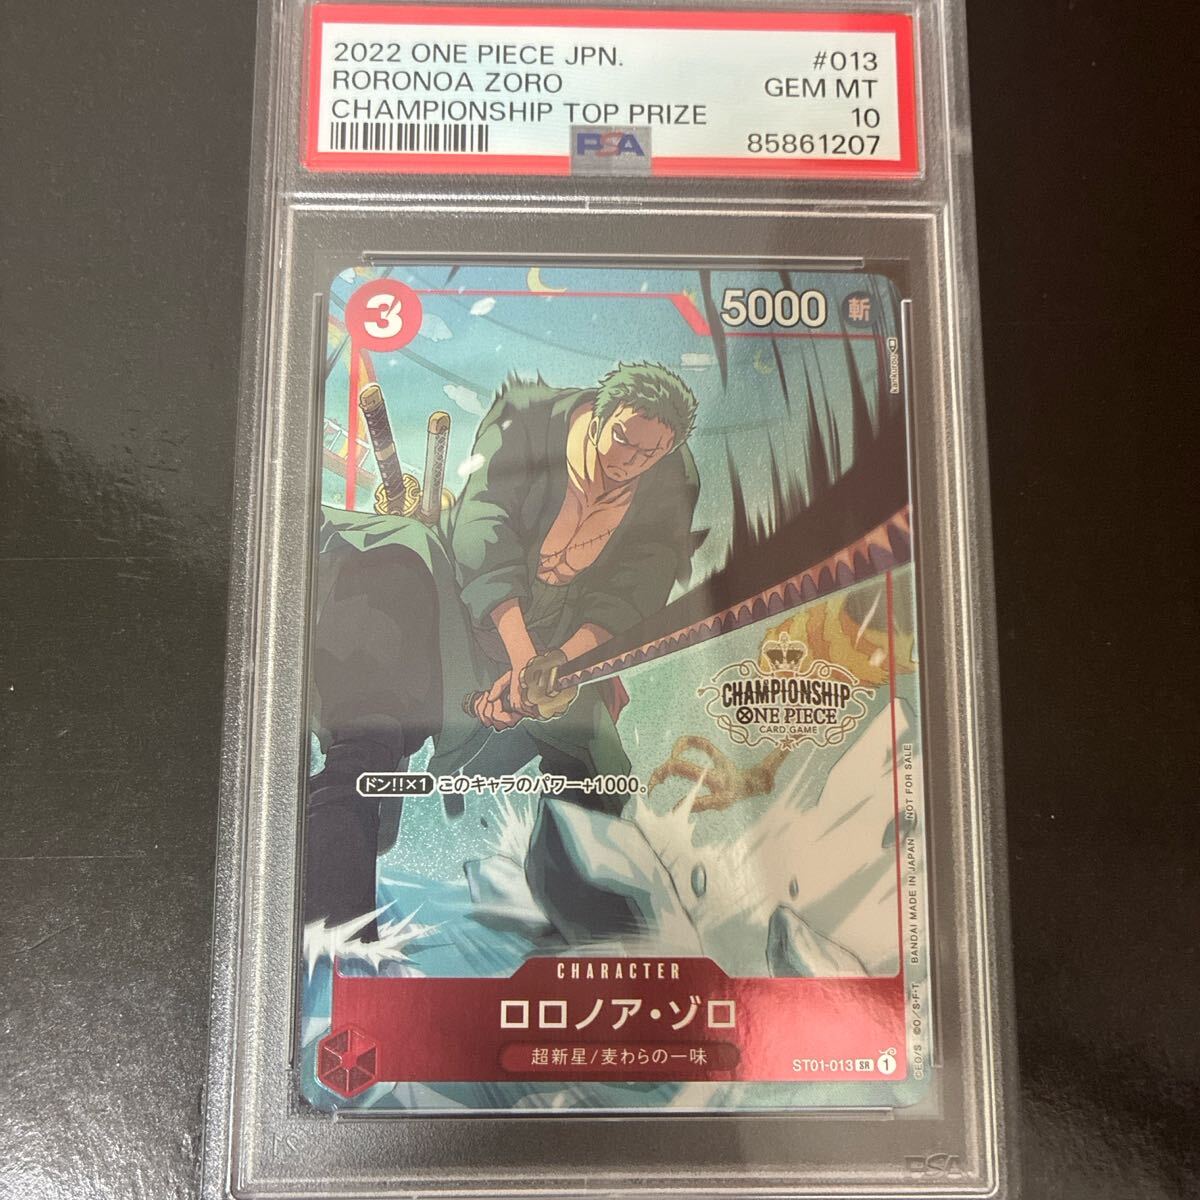 2022 ONE PIECE JPN.
#013
RORONOA ZORO
GEM MT
CHAMPIONSHIP TOP PRIZE
10
PSA
85861207
3
5000
斬
kankurou
CHAMPIONSHIP
ONE PIECE
CARD GAME
ドン!!×1 このキャラのパワー+1000。
CHARACTER
ロロノア・ゾロ
超新星/麦わらの一味
ST01-013 SR 1
©EO/S ©O/S・F・T BANDAI MADE IN JAPAN NOT FOR SALE
PSA